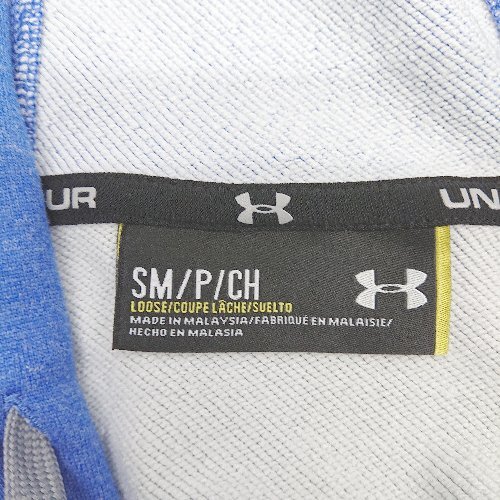 UR UN
SM/P/CH
LOOSE/COUPE LÂCHE/SUELTO
MADE IN MALAYSIA/FABRIQUÉ EN MALAISIE/
HECHO EN MALASIA